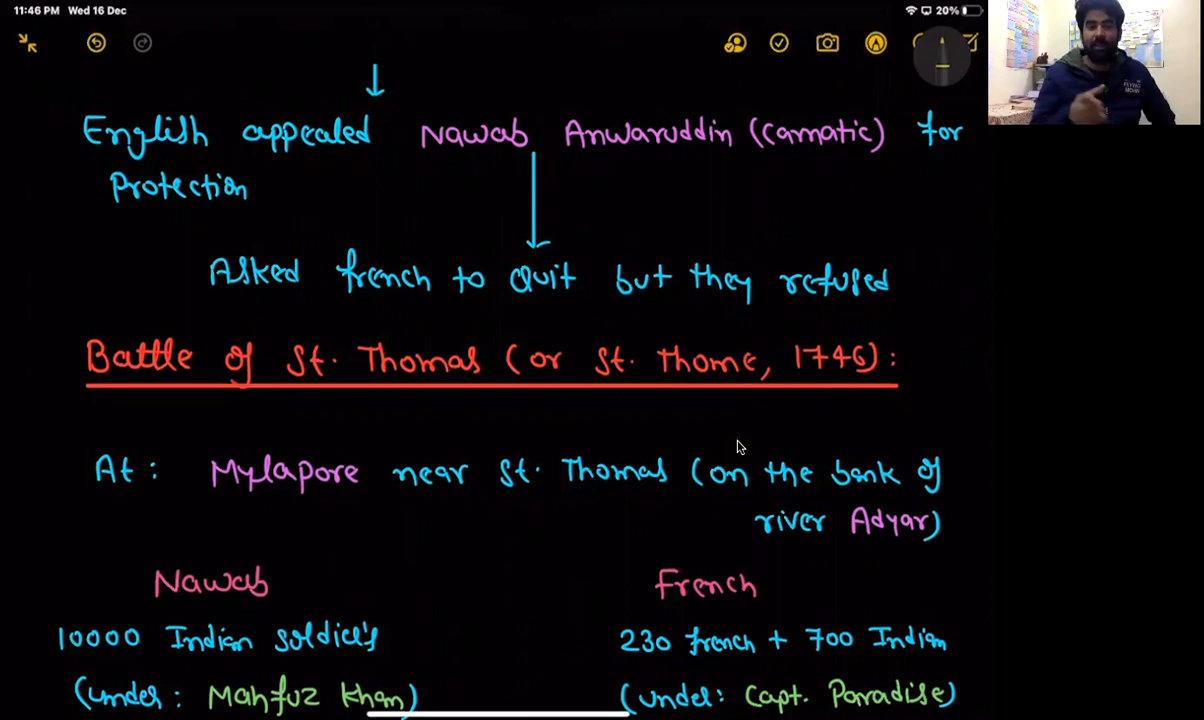 11:46 PM Wed 16 Dec
20%
English appealed Nawab Anwaruddin (Carnatic) for
Protection
Asked french to Quit but they refused
Battle of St. Thomas (or St. Thome, 1746):
At: Mylapore near St. Thomas (on the bank of
river Adyar)
Nawab
French
10000 Indian Soldier's
230 french + 700 Indian
(under: Mahfuz Khan)
(under: Capt. Paradise)